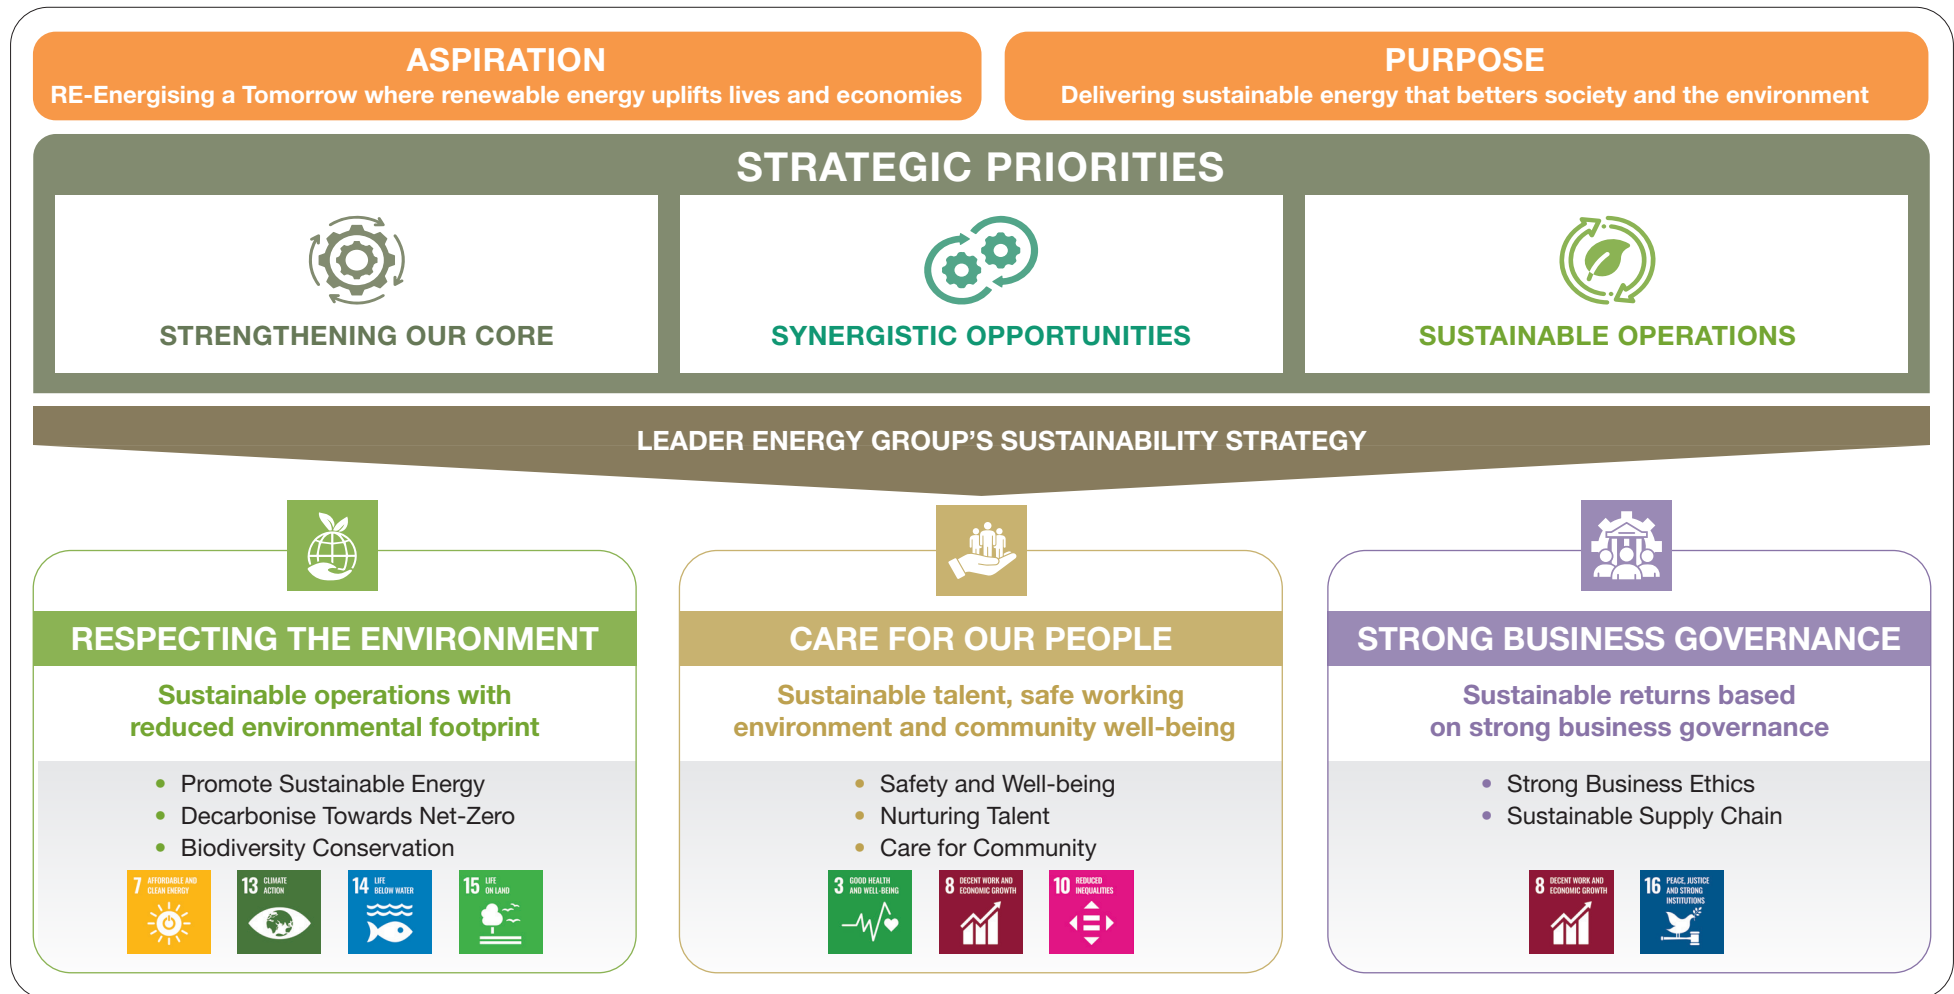 ASPIRATION
RE-Energising a Tomorrow where renewable energy uplifts lives and economies
PURPOSE
Delivering sustainable energy that betters society and the environment
STRATEGIC PRIORITIES
STRENGTHENING OUR CORE
SYNERGISTIC OPPORTUNITIES
SUSTAINABLE OPERATIONS
LEADER ENERGY GROUP'S SUSTAINABILITY STRATEGY
RESPECTING THE ENVIRONMENT
Sustainable operations with
reduced environmental footprint
• Promote Sustainable Energy
• Decarbonise Towards Net-Zero
• Biodiversity Conservation
7 AFFORDABLE AND
CLEAN ENERGY
13 CLIMATE
ACTION
14 LIFE
BELOW WATER
15 LIFE
ON LAND
CARE FOR OUR PEOPLE
Sustainable talent, safe working
environment and community well-being
• Safety and Well-being
• Nurturing Talent
• Care for Community
3 GOOD HEALTH
AND WELL-BEING
8 DECENT WORK AND
ECONOMIC GROWTH
10 REDUCED
INEQUALITIES
STRONG BUSINESS GOVERNANCE
Sustainable returns based
on strong business governance
• Strong Business Ethics
• Sustainable Supply Chain
8 DECENT WORK AND
ECONOMIC GROWTH
16 PEACE, JUSTICE
AND STRONG
INSTITUTIONS